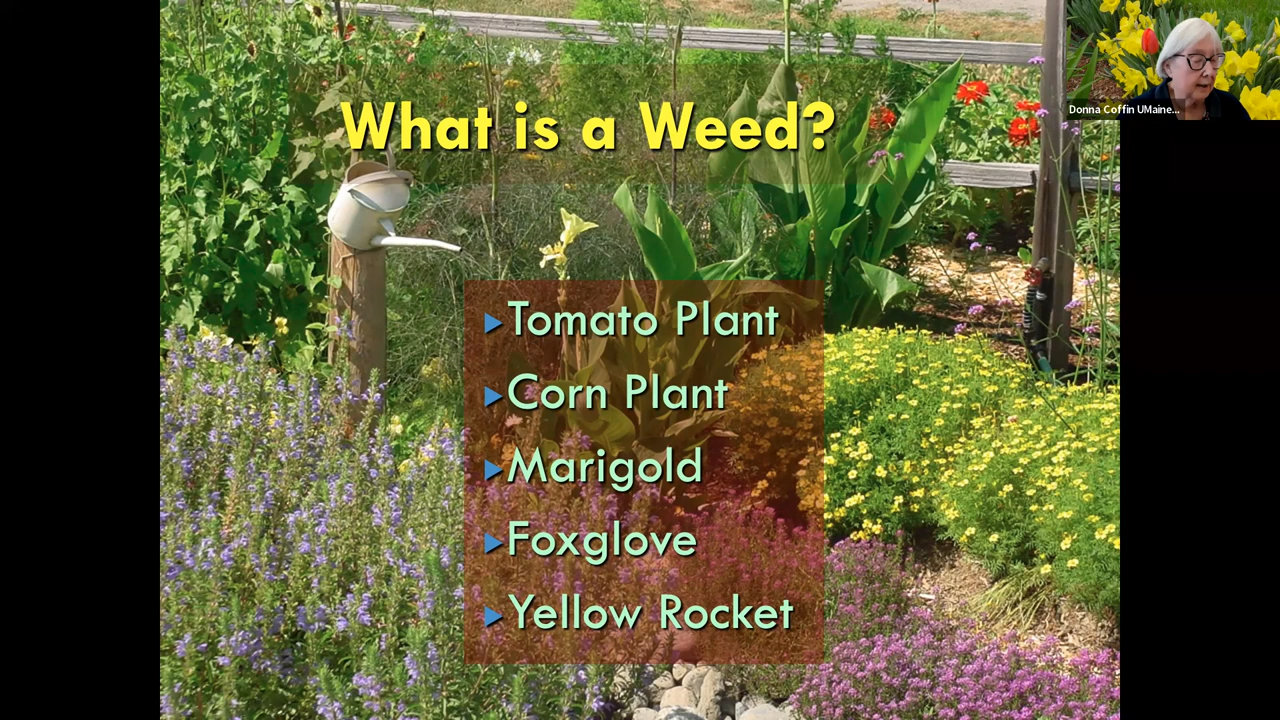 What is a Weed?
Tomato Plant
Corn Plant
Marigold
Foxglove
Yellow Rocket
Donna Coffin UMaine...